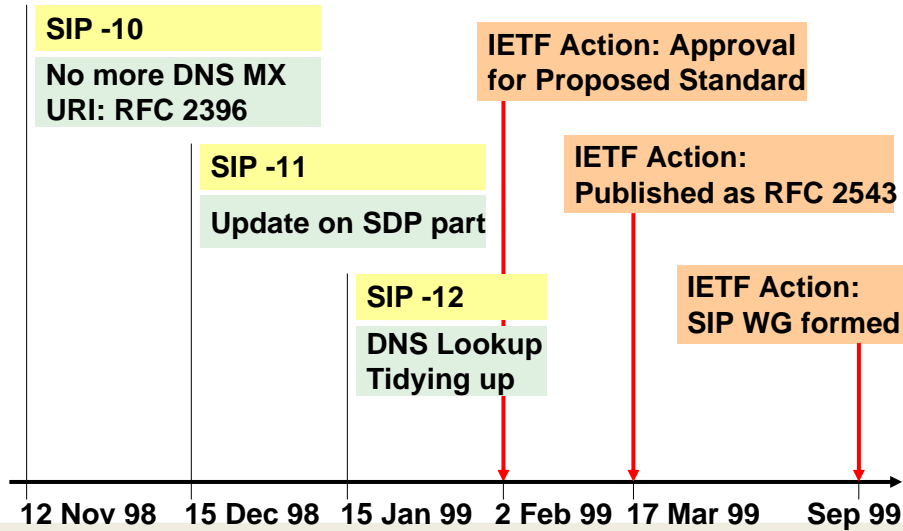 SIP -10
No more DNS MX
URI: RFC 2396
SIP -11
Update on SDP part
SIP -12
DNS Lookup
Tidying up
IETF Action: Approval
for Proposed Standard
IETF Action:
Published as RFC 2543
IETF Action:
SIP WG formed
12 Nov 98
15 Dec 98
15 Jan 99
2 Feb 99
17 Mar 99
Sep 99